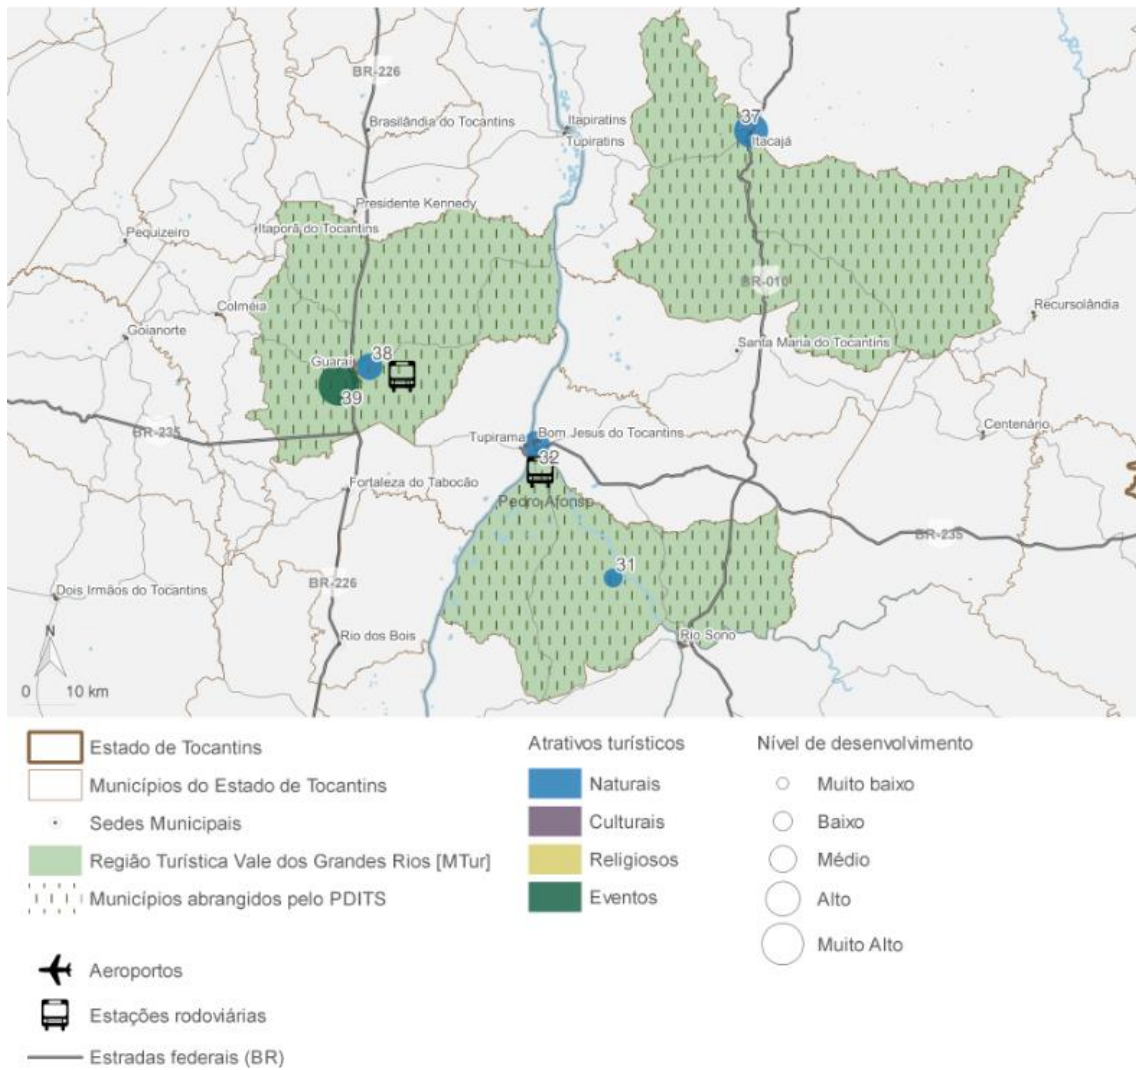 BR-226
37
Brasilândia do Tocantins
Itapiratins
Tupiratins
Itacajá
Presidente Kennedy
Itaporã do Tocantins
Pequizeiro
BR-010
Colméia
Recursolândia
Goianorte
Santa Maria do Tocantins
Guaraí
38
39
BR-235
Tupirama
Bom Jesus do Tocantins
Centenário
32
Fortaleza do Tabocão
Pedro Afonso
BR-235
31
BR-226
Dois Irmãos do Tocantins
N
Rio dos Bois
Rio Sono
0 10 km
Estado de Tocantins
Municípios do Estado de Tocantins
Sedes Municipais
Região Turística Vale dos Grandes Rios [MTur]
Municípios abrangidos pelo PDITS
Aeroportos
Estações rodoviárias
Estradas federais (BR)
Atrativos turísticos
Naturais
Culturais
Religiosos
Eventos
Nível de desenvolvimento
Muito baixo
Baixo
Médio
Alto
Muito Alto